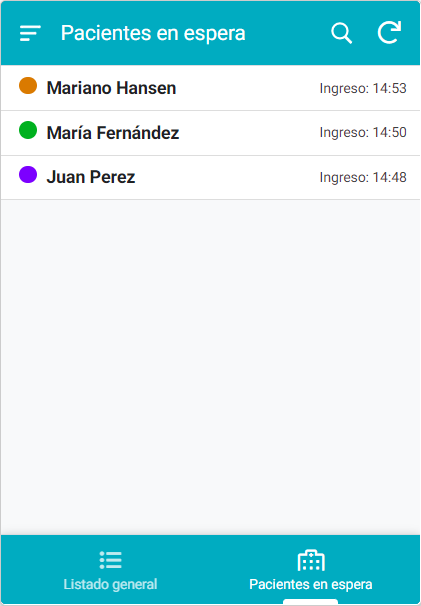 Pacientes en espera
Mariano Hansen Ingreso: 14:53
María Fernández Ingreso: 14:50
Juan Perez Ingreso: 14:48
Listado general Pacientes en espera